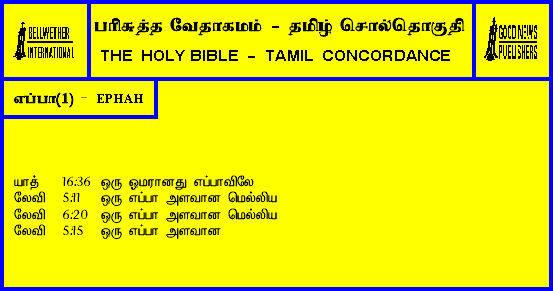 BELLWETHER
INTERNATIONAL
பரிசுத்த வேதாகமம் - தமிழ் சொல்தொகுதி
THE HOLY BIBLE - TAMIL CONCORDANCE
GOOD NEWS
PUBLISHERS
எப்பா(1) - EPHAH
யாத் 16:36 ஒரு ஒமரானது எப்பாவிலே
லேவி 5:11 ஒரு எப்பா அளவான மெல்லிய
லேவி 6:20 ஒரு எப்பா அளவான மெல்லிய
லேவி 5:15 ஒரு எப்பா அளவான